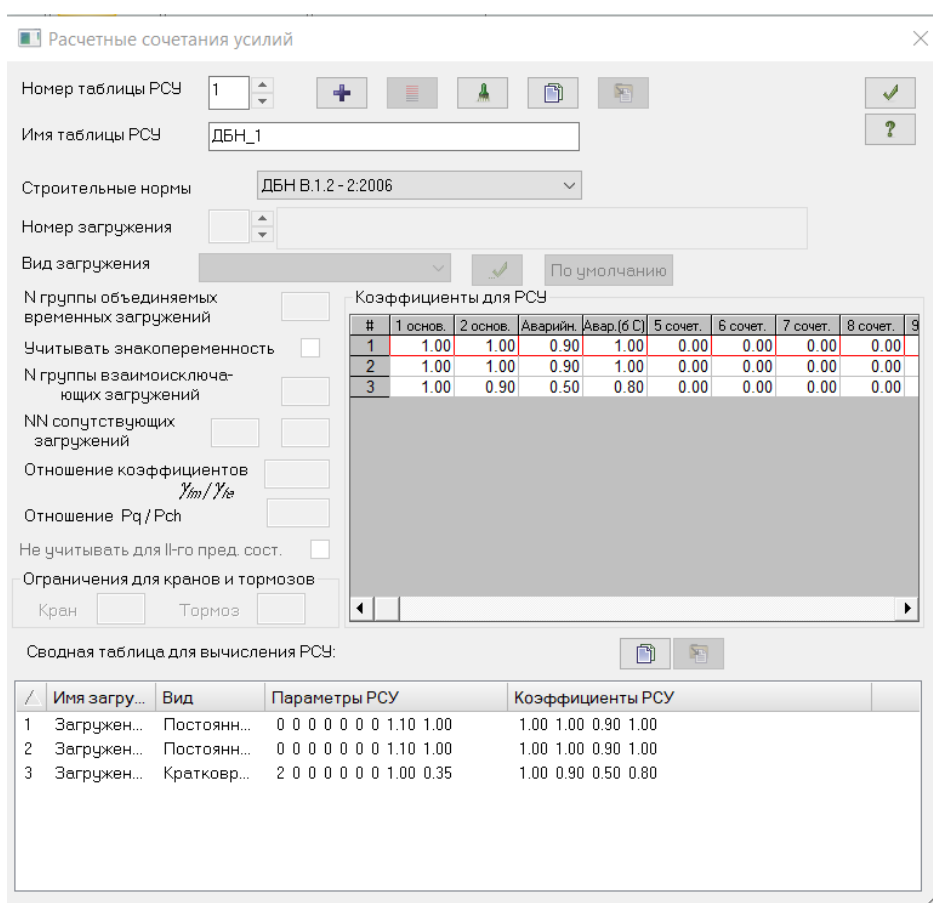 Расчетные сочетания усилий
Номер таблицы РСУ 1
Имя таблицы РСУ ДБН_1
Строительные нормы ДБН В.1.2 - 2:2006
Номер загружения
Вид загружения По умолчанию
N группы объединяемых
временных загружений
Учитывать знакопеременность
N группы взаимоисключа-
ющих загружений
NN сопутствующих
загружений
Отношение коэффициентов
γfm / γfe
Отношение Pq / Pch
Не учитывать для II-го пред. сост.
Ограничения для кранов и тормозов
Кран Тормоз
Коэффициенты для РСУ
# 1 основ. 2 основ. Аварийн. Авар.(б С) 5 сочет. 6 сочет. 7 сочет. 8 сочет. 9
1 1.00 1.00 0.90 1.00 0.00 0.00 0.00 0.00
2 1.00 1.00 0.90 1.00 0.00 0.00 0.00 0.00
3 1.00 0.90 0.50 0.80 0.00 0.00 0.00 0.00
Сводная таблица для вычисления РСУ:
Имя загру... Вид Параметры РСУ Коэффициенты РСУ
1 Загружен... Постоянн... 0 0 0 0 0 0 0 1.10 1.00 1.00 1.00 0.90 1.00
2 Загружен... Постоянн... 0 0 0 0 0 0 0 1.10 1.00 1.00 1.00 0.90 1.00
3 Загружен... Кратковр... 2 0 0 0 0 0 0 1.00 0.35 1.00 0.90 0.50 0.80